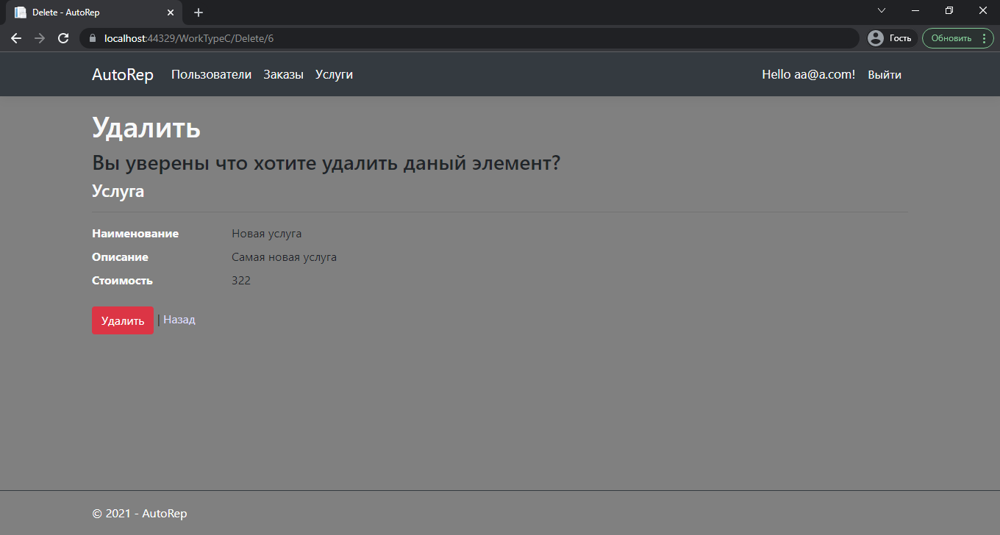 Delete - AutoRep
localhost:44329/WorkTypeC/Delete/6
Гость
Обновить
AutoRep Пользователи Заказы Услуги Hello aa@a.com! Выйти
Удалить
Вы уверены что хотите удалить даный элемент?
Услуга
Наименование Новая услуга
Описание Самая новая услуга
Стоимость 322
Удалить | Назад
© 2021 - AutoRep